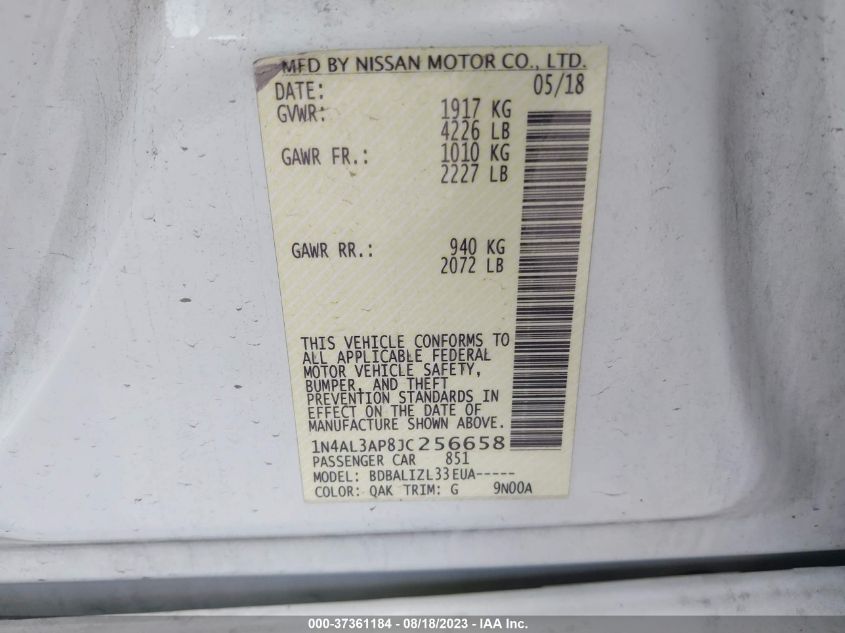 MFD BY NISSAN MOTOR CO., LTD.
DATE: 05/18
GVWR: 1917 KG
4226 LB
GAWR FR.: 1010 KG
2227 LB
GAWR RR.: 940 KG
2072 LB
THIS VEHICLE CONFORMS TO
ALL APPLICABLE FEDERAL
MOTOR VEHICLE SAFETY,
BUMPER, AND THEFT
PREVENTION STANDARDS IN
EFFECT ON THE DATE OF
MANUFACTURE SHOWN ABOVE.
1N4AL3AP8JC256658
PASSENGER CAR 851
MODEL: BDBALIZL33EUA-----
COLOR: QAK TRIM: G 9N00A
000-37361184 - 08/18/2023 - IAA Inc.